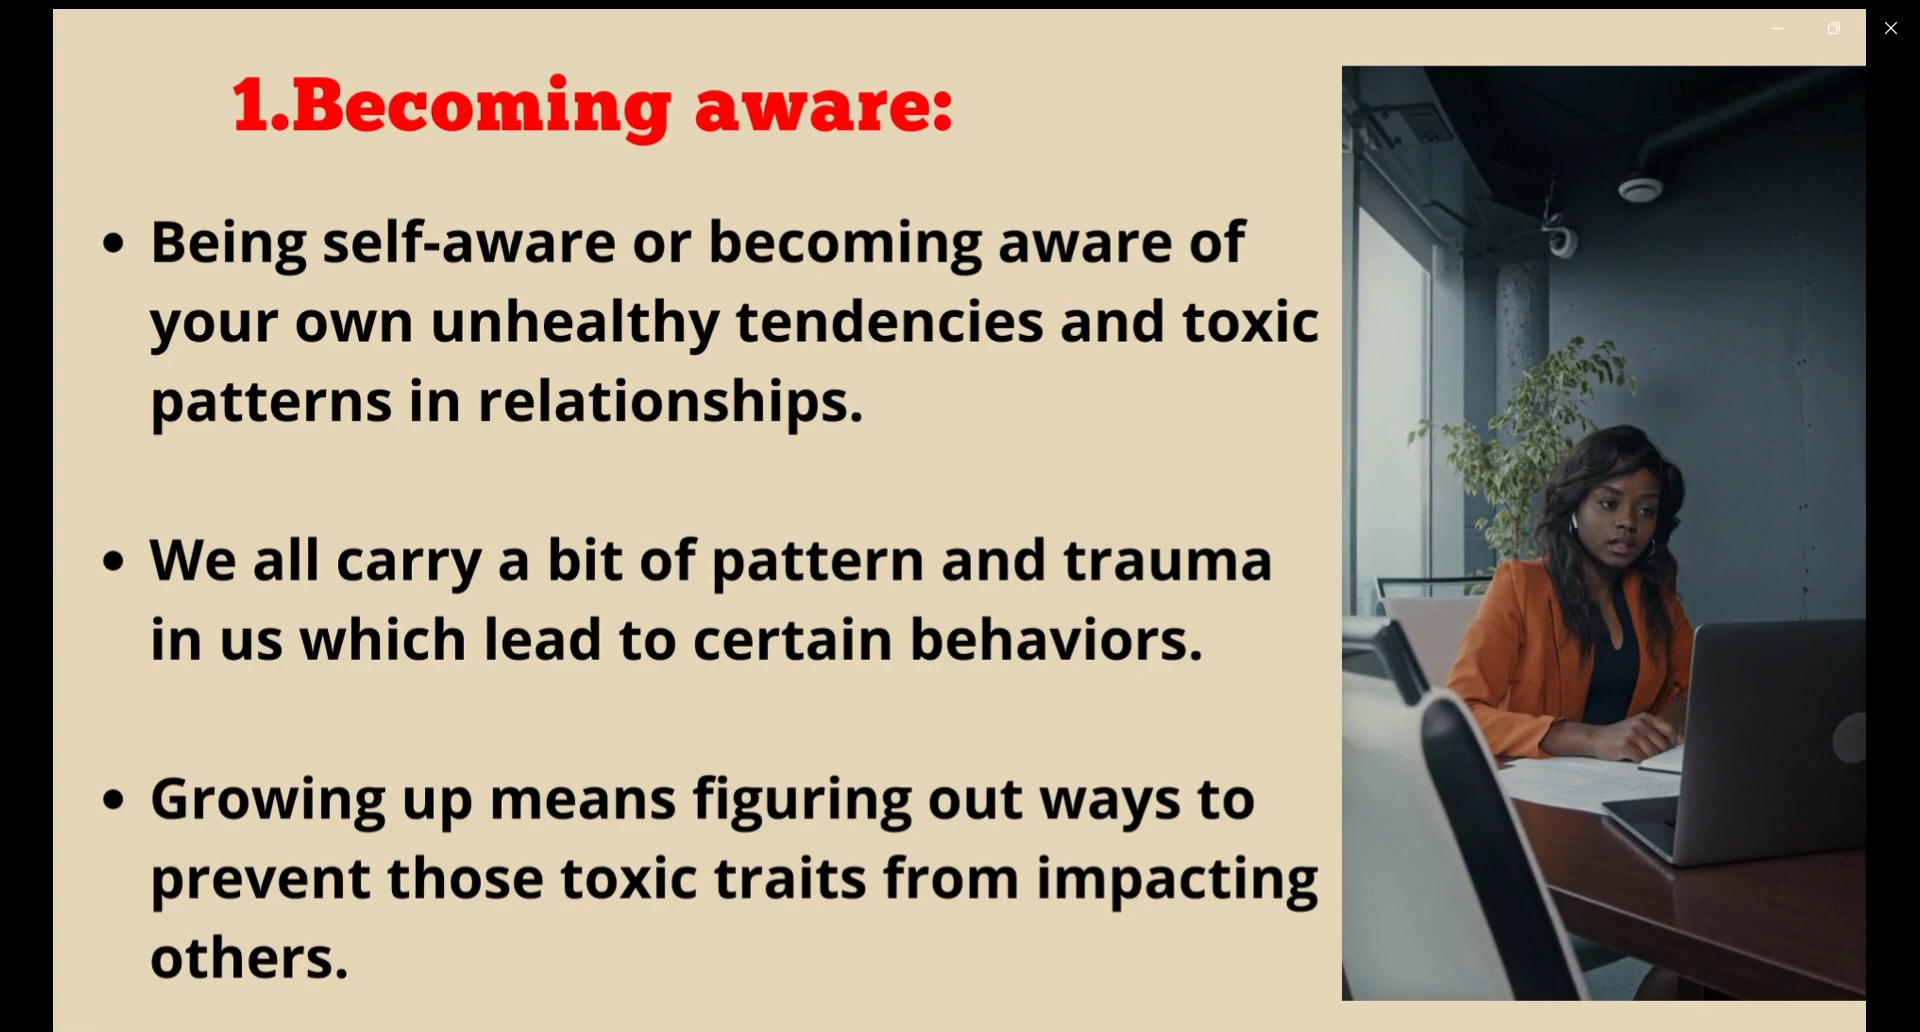 1.Becoming aware:
Being self-aware or becoming aware of
your own unhealthy tendencies and toxic
patterns in relationships.
We all carry a bit of pattern and trauma
in us which lead to certain behaviors.
Growing up means figuring out ways to
prevent those toxic traits from impacting
others.